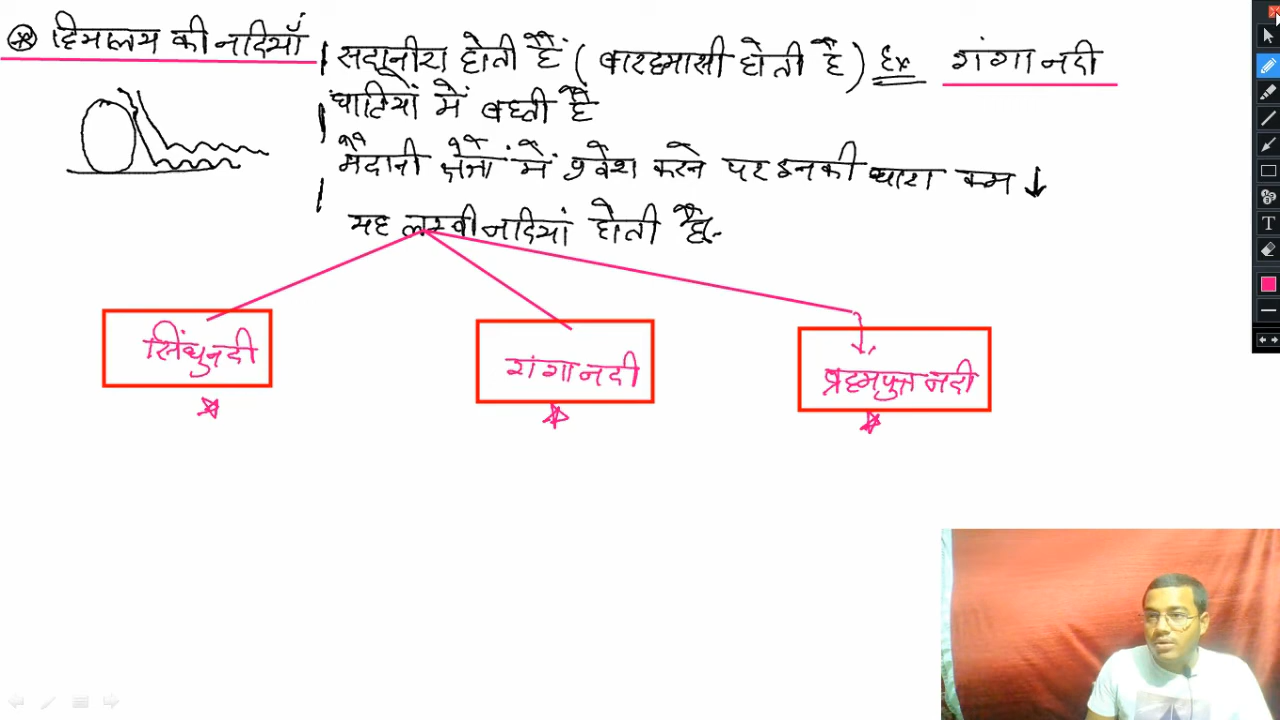 हिमालय की नदियाँ
सदानीरा होती हैं ( बारहमासी होती है ) Ex गंगा नदी
घाटियों में बहती है
मैदानी क्षेत्रों में प्रवेश करने पर इनकी धारा कम ↓
यह लम्बी नदियां होती है:-
सिंधु नदी
गंगा नदी
ब्रह्मपुत्र नदी
T